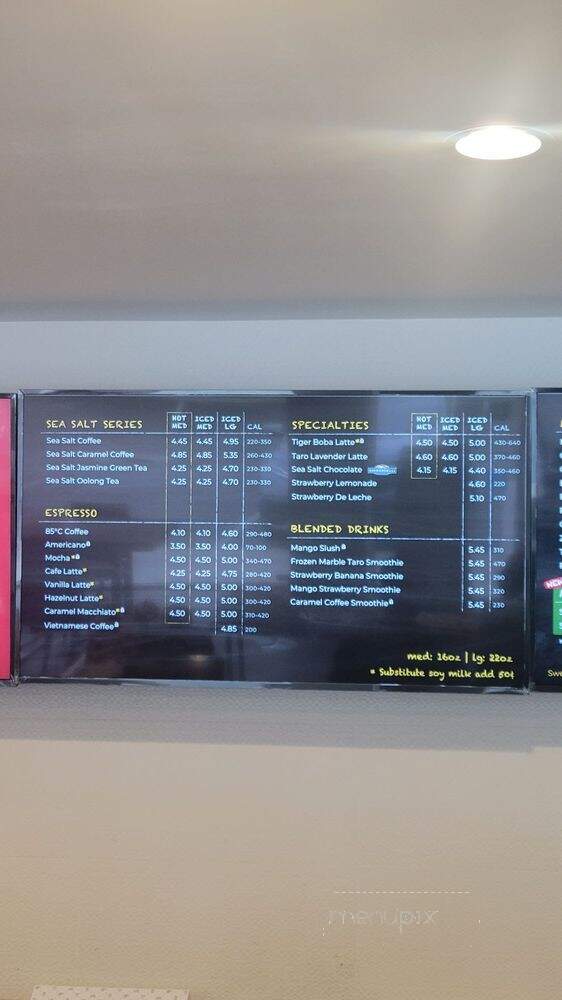 SEA SALT SERIES HOT MED ICED MED ICED LG CAL
Sea Salt Coffee 4.45 4.45 4.95 220-350
Sea Salt Caramel Coffee 4.85 4.85 5.35 260-430
Sea Salt Jasmine Green Tea 4.25 4.25 4.70 230-330
Sea Salt Oolong Tea 4.25 4.25 4.70 230-330
ESPRESSO
85°C Coffee 4.10 4.10 4.60 290-480
Americano 3.50 3.50 4.00 70-100
Mocha* 4.50 4.50 5.00 340-470
Cafe Latte* 4.25 4.25 4.75 280-420
Vanilla Latte* 4.50 4.50 5.00 300-420
Hazelnut Latte* 4.50 4.50 5.00 300-420
Caramel Macchiato* 4.50 4.50 5.00 310-420
Vietnamese Coffee 4.85 200
SPECIALTIES HOT MED ICED MED ICED LG CAL
Tiger Boba Latte* 4.50 4.50 5.00 430-640
Taro Lavender Latte 4.60 4.60 5.00 370-460
Sea Salt Chocolate 4.15 4.15 4.40 350-460
Strawberry Lemonade 4.60 220
Strawberry De Leche 5.10 470
BLENDED DRINKS
Mango Slush 5.45 310
Frozen Marble Taro Smoothie 5.45 470
Strawberry Banana Smoothie 5.45 290
Mango Strawberry Smoothie 5.45 320
Caramel Coffee Smoothie 5.45 230
med: 16oz | lg: 22oz
* Substitute soy milk add 50¢
NEW
Swe
menupix